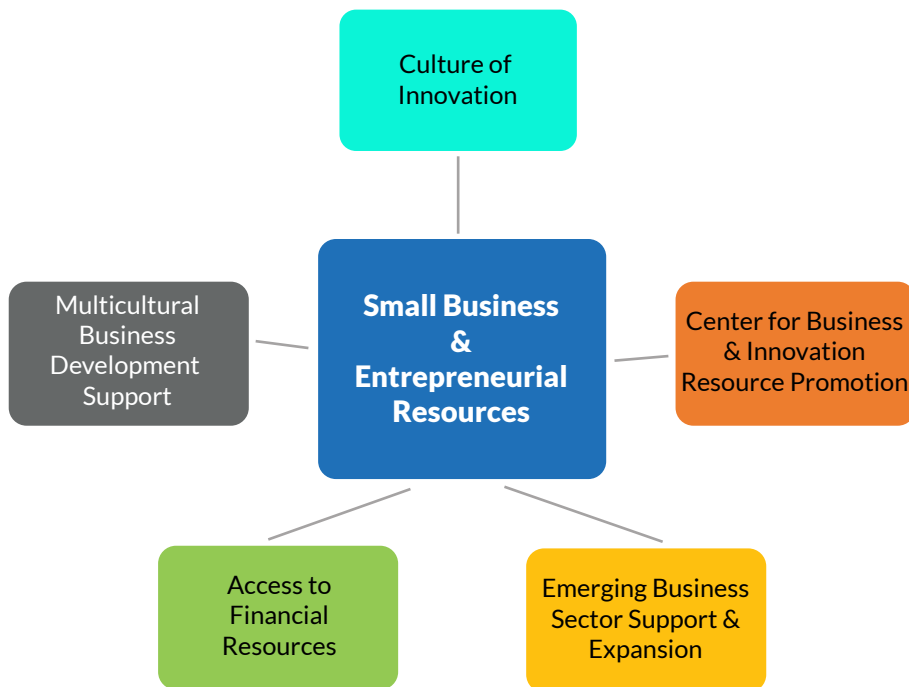 Culture of
Innovation
Small Business
&
Entrepreneurial
Resources
Multicultural
Business
Development
Support
Center for Business
& Innovation
Resource Promotion
Access to
Financial
Resources
Emerging Business
Sector Support &
Expansion